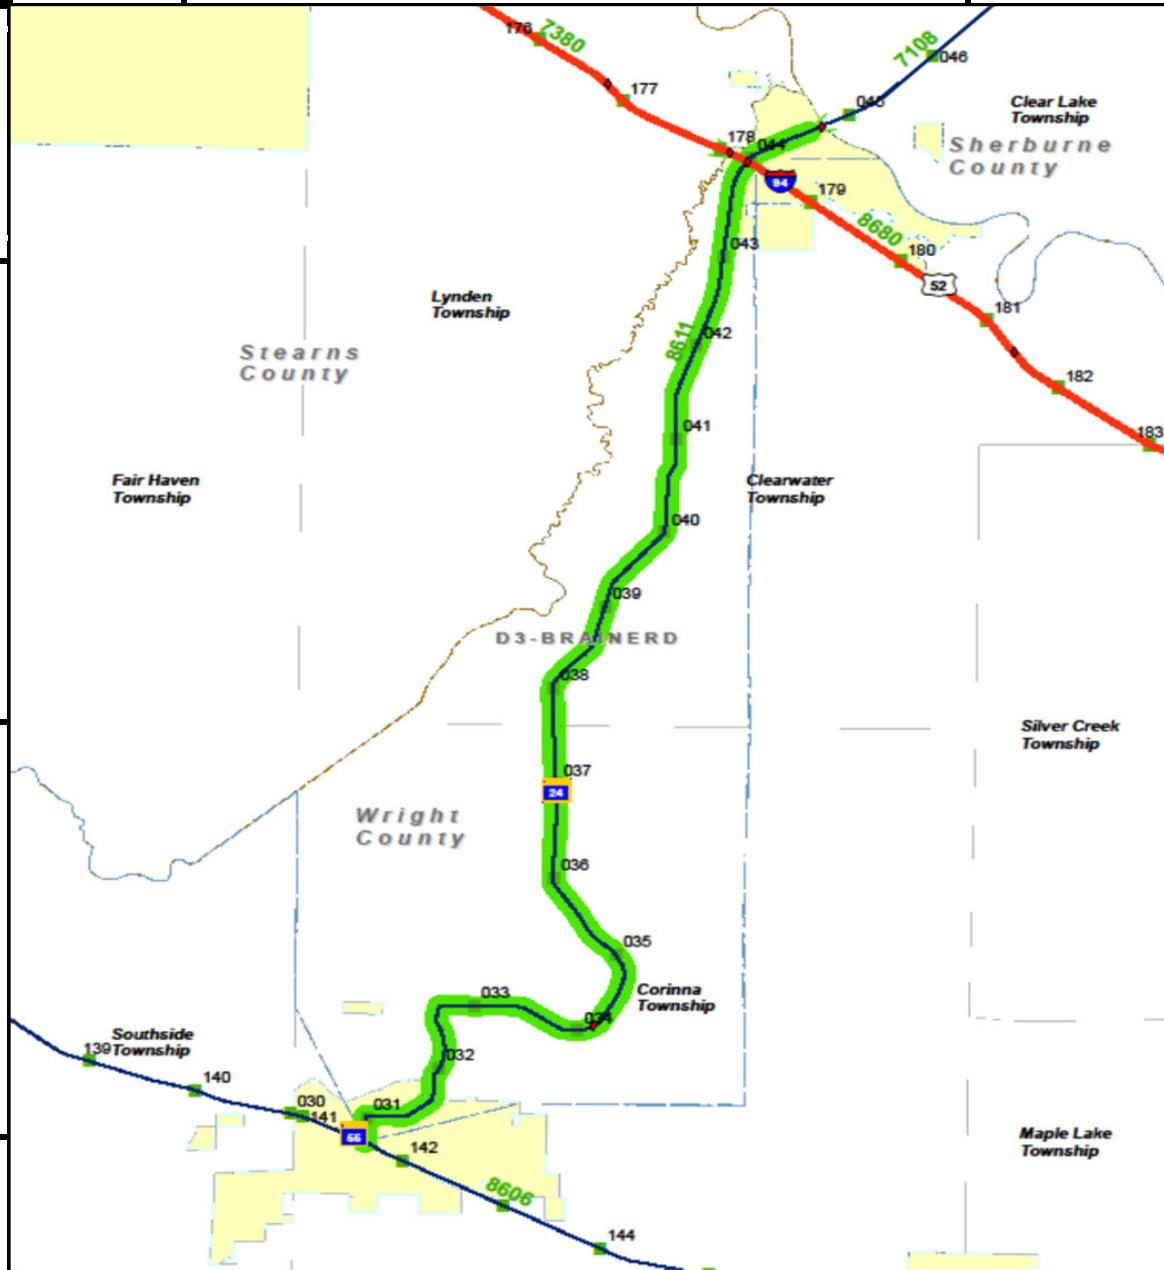 176
7380
7108
046
177
045
Clear Lake
Township
Sherburne
County
178
044
94
179
8680
180
043
52
Lynden
Township
181
042
8611
Stearns
County
182
041
183
Fair Haven
Township
Clearwater
Township
040
039
D3-BRAINERD
038
Silver Creek
Township
037
24
Wright
County
036
035
033
Corinna
Township
034
Southside
Township
139
032
140
030
141
031
55
142
Maple Lake
Township
8606
144